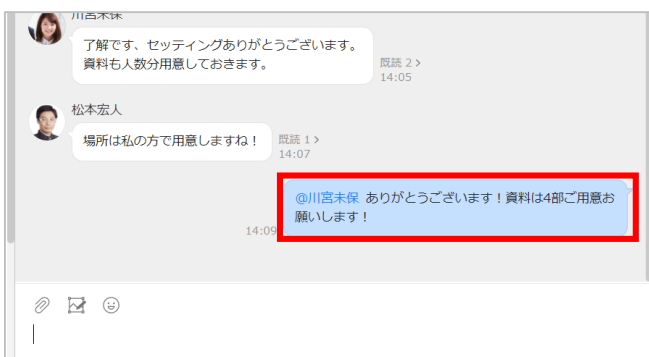 川宮未保
了解です、セッティングありがとうございます。
資料も人数分用意しておきます。
既読 2 >
14:05
松本宏人
場所は私の方で用意しますね！
既読 1 >
14:07
@川宮未保 ありがとうございます！資料は4部ご用意お
願いします！
14:09